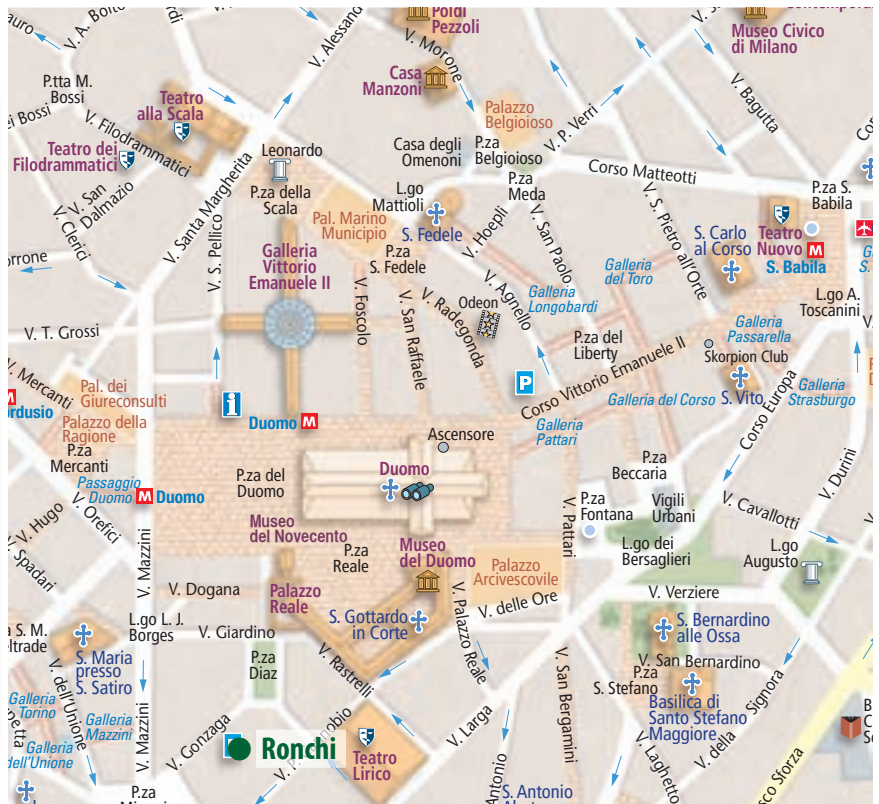 Poldi
Pezzoli
V. Morone
Casa
Manzoni
Museo Civico
di Milano
V. Bagutta
V. Alessand
V. A. Boito
P.tta M.
Bossi
ei Bossi
V. Filodrammatici
Teatro
alla Scala
Teatro dei
Filodrammatici
V. San
Dalmazio
V. Clerici
V. Santa Margherita
Leonardo
P.za della
Scala
Palazzo
Belgioioso
Casa degli
Omenoni
P.za
Belgioioso
V. P. Verri
P.za
Meda
Corso Matteotti
P.za S.
Babila
L.go
Mattioli
S. Fedele
Pal. Marino
Municipio
P.za
S. Fedele
V. Hoepli
V. San Paolo
V. S. Pietro all'Orte
S. Carlo
al Corso
Teatro
Nuovo
M
S. Babila
V. S. Pellico
Galleria
Vittorio
Emanuele II
V. Foscolo
V. San Raffaele
V. Radegonda
Odeon
V. Agnello
Galleria
Longobardi
Galleria
del Toro
L.go A.
Toscanini
V. T. Grossi
P.za del
Liberty
Corso Vittorio Emanuele II
Galleria
Passarella
Skorpion Club
S. Vito
Galleria del Corso
Galleria
Strasburgo
Galleria
Pattari
Corso Europa
V. Durini
V. Mercanti
M
ordusio
Pal. dei
Giureconsulti
Palazzo della
Ragione
P.za
Mercanti
Passaggio
Duomo
M
Duomo
i
Duomo
M
P
Ascensore
P.za del
Duomo
Duomo
P.za
Beccaria
P.za
Fontana
Vigili
Urbani
V. Pattari
V. Cavallotti
L.go dei
Bersaglieri
L.go
Augusto
V. Hugo
V. Orefici
V. Spadari
V. Mazzini
Museo
del Novecento
P.za
Reale
Museo
del Duomo
Palazzo
Arcivescovile
V. Dogana
Palazzo
Reale
V. Palazzo Reale
V. delle Ore
V. Verziere
S. Gottardo
in Corte
S. Bernardino
alle Ossa
a S. M.
eltrade
L.go L. J.
Borges
V. Giardino
S. Maria
presso
S. Satiro
P.za
Diaz
V. Rastrelli
V. San Bernardino
P.za
S. Stefano
Basilica di
Santo Stefano
Maggiore
V. San Bergamini
V. Larga
Galleria
Torino
V. dell'Unione
Galleria
Mazzini
V. Mazzini
V. Gonzaga
Ronchi
Teatro
Lirico
Galleria
dell'Unione
V. Laghetto
V. della Signora
sco Sforza
Antonio
S. Antonio
P.za